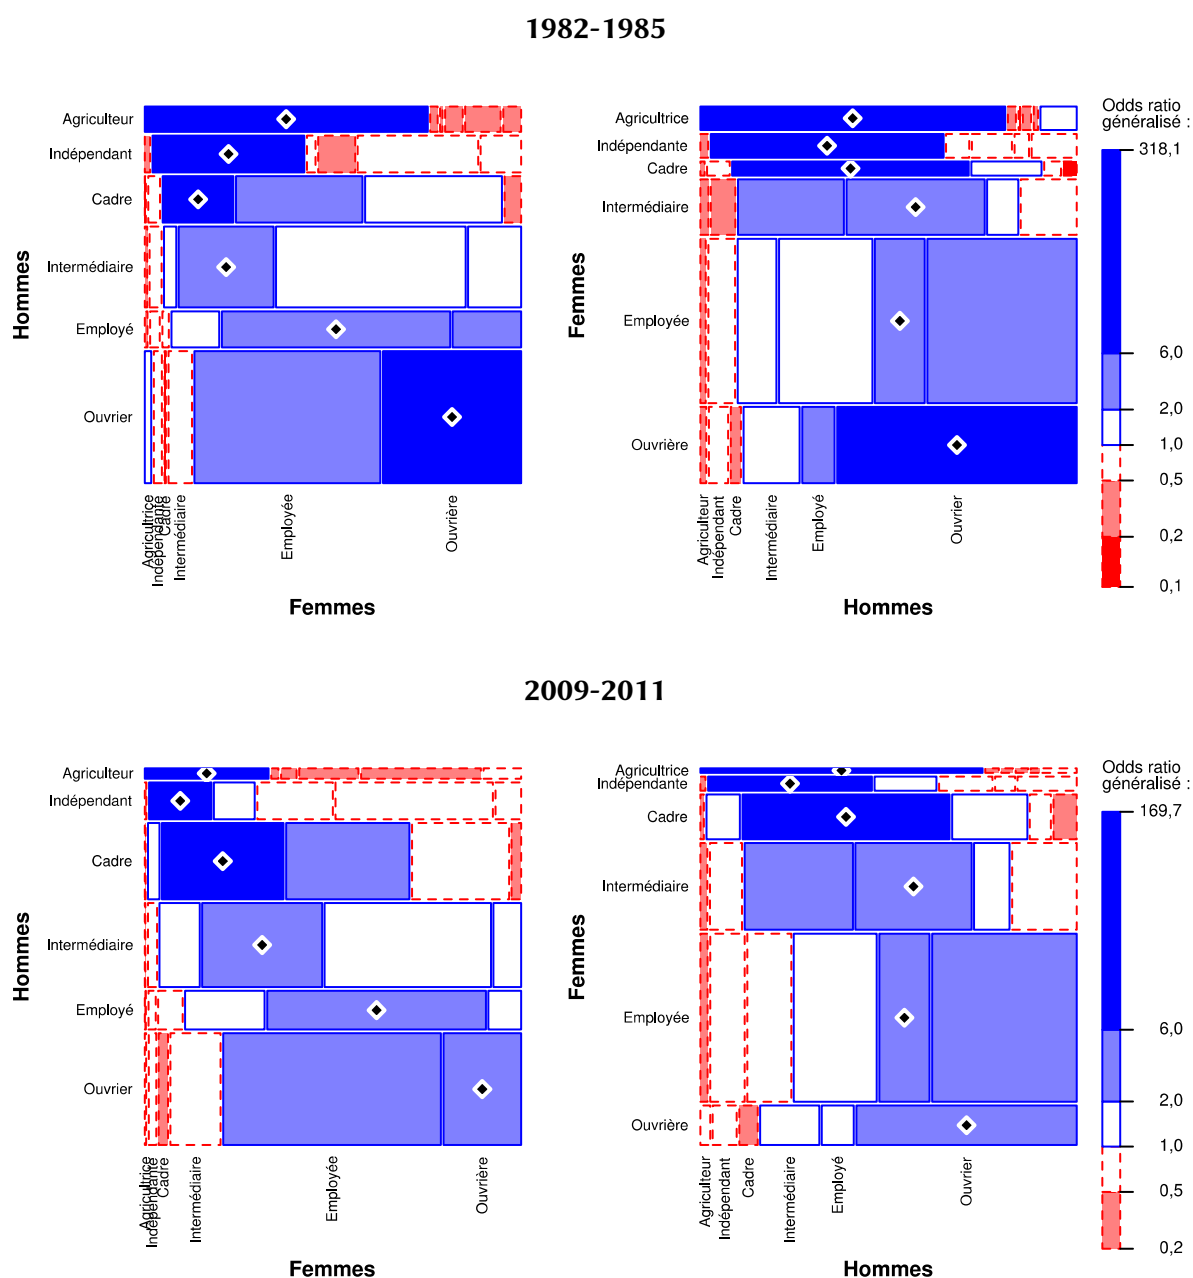 1982-1985
Hommes
Agriculteur
Indépendant
Cadre
Intermédiaire
Employé
Ouvrier
Agricultrice
Indépendante
Cadre
Intermédiaire
Employée
Ouvrière
Femmes
Femmes
Agricultrice
Indépendante
Cadre
Intermédiaire
Employée
Ouvrière
Agriculteur
Indépendant
Cadre
Intermédiaire
Employé
Ouvrier
Hommes
Odds ratio
généralisé :
318,1
6,0
2,0
1,0
0,5
0,2
0,1
2009-2011
Hommes
Agriculteur
Indépendant
Cadre
Intermédiaire
Employé
Ouvrier
Agricultrice
Indépendante
Cadre
Intermédiaire
Employée
Ouvrière
Femmes
Femmes
Agricultrice
Indépendante
Cadre
Intermédiaire
Employée
Ouvrière
Agriculteur
Indépendant
Cadre
Intermédiaire
Employé
Ouvrier
Hommes
Odds ratio
généralisé :
169,7
6,0
2,0
1,0
0,5
0,2